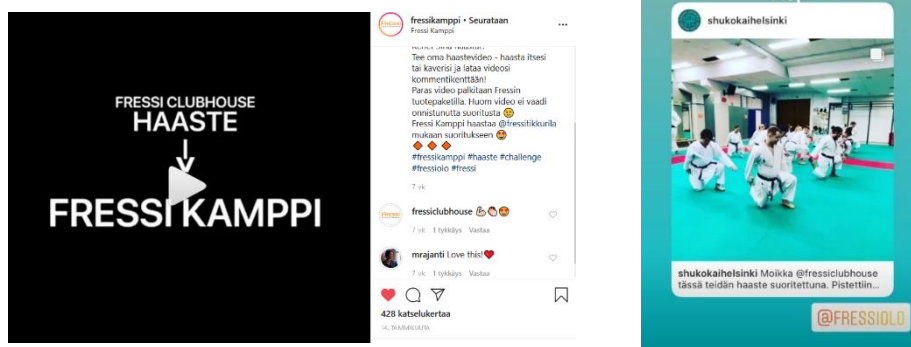 FRESSI CLUBHOUSE
HAASTE
FRESSI KAMPPI
fressikamppi • Seurataan
Fressi Kamppi
Tee oma haastevideo - haasta itsesi
tai kaverisi ja lataa videosi
kommenttikenttään!
Paras video palkitaan Fressin
tuotepaketilla. Huom video ei vaadi
onnistunutta suoritusta 😉
Fressi Kamppi haastaa @fressitikkurila
mukaan suoritukseen 😍
#fressikamppi #haaste #challenge
#fressiolo #fressi
7 vk
fressiclubhouse 💪👏😍
7 vk 1 tykkäys Vastaa
mrajanti Love this!❤
7 vk 1 tykkäys Vastaa
428 katselukertaa
14. TAMMIKUUTA
shukokaihelsinki
shukokaihelsinki Moikka @fressiclubhouse
tässä teidän haaste suoritettuna. Pistettiin...
@FRESSIOLO